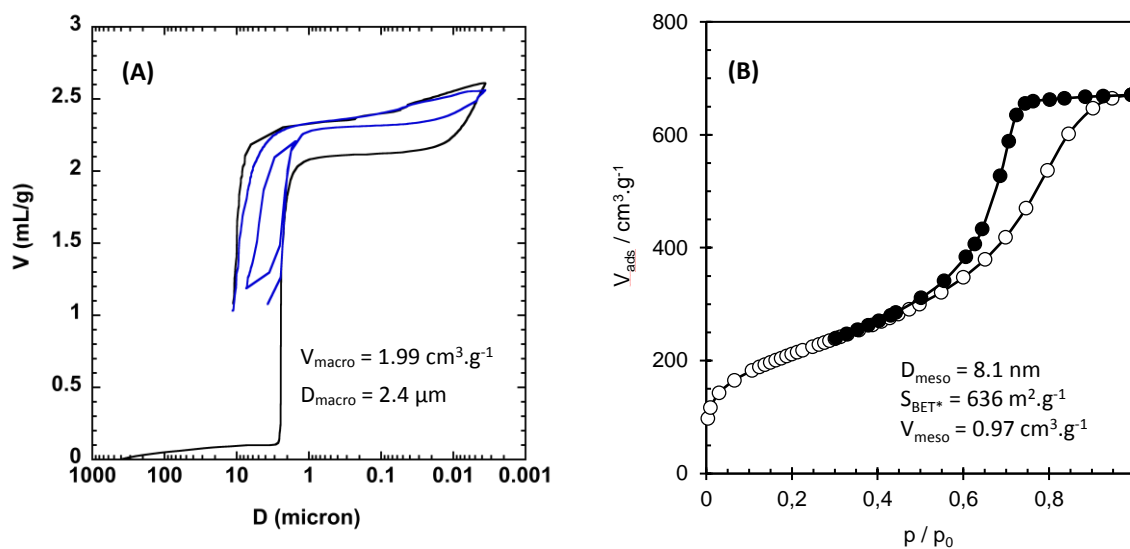 (A)
V (mL/g)
3
2.5
2
1.5
1
0.5
0
1000 100 10 1 0.1 0.01 0.001
D (micron)
Vmacro = 1.99 cm³.g⁻¹
Dmacro = 2.4 µm
(B)
Vads / cm³.g⁻¹
800
600
400
200
0
0 0,2 0,4 0,6 0,8
p / p₀
Dmeso = 8.1 nm
SBET* = 636 m².g⁻¹
Vmeso = 0.97 cm³.g⁻¹